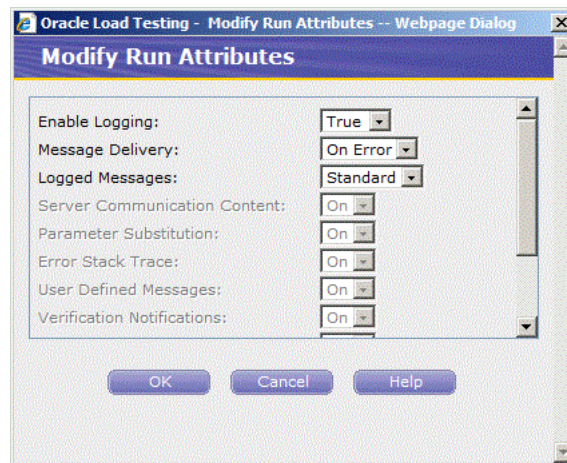 Oracle Load Testing - Modify Run Attributes -- Webpage Dialog
Modify Run Attributes
Enable Logging: True
Message Delivery: On Error
Logged Messages: Standard
Server Communication Content: On
Parameter Substitution: On
Error Stack Trace: On
User Defined Messages: On
Verification Notifications: On
OK Cancel Help